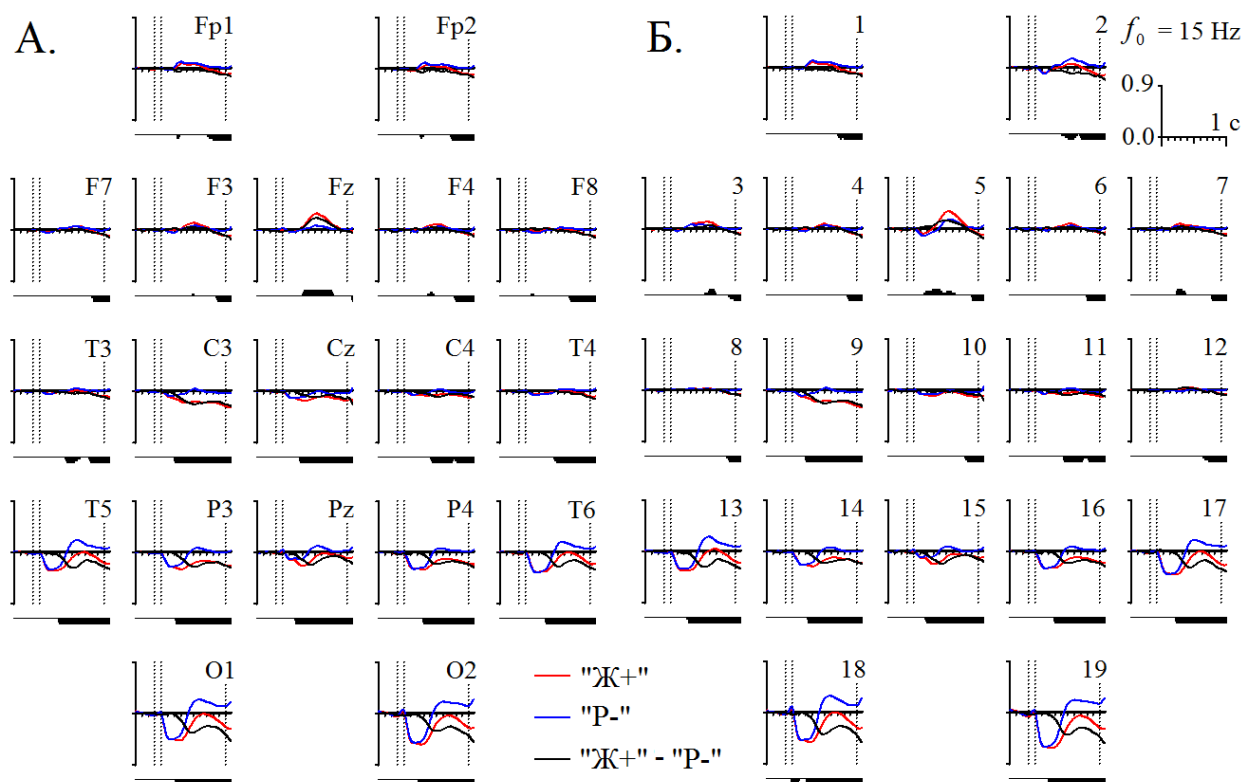 А. Fp1 Fp2 Б. 1 2 f₀ = 15 Hz
0.9
0.0 1 с
F7 F3 Fz F4 F8 3 4 5 6 7
T3 C3 Cz C4 T4 8 9 10 11 12
T5 P3 Pz P4 T6 13 14 15 16 17
O1 O2 18 19
"Ж+"
"Р-"
"Ж+" - "Р-"